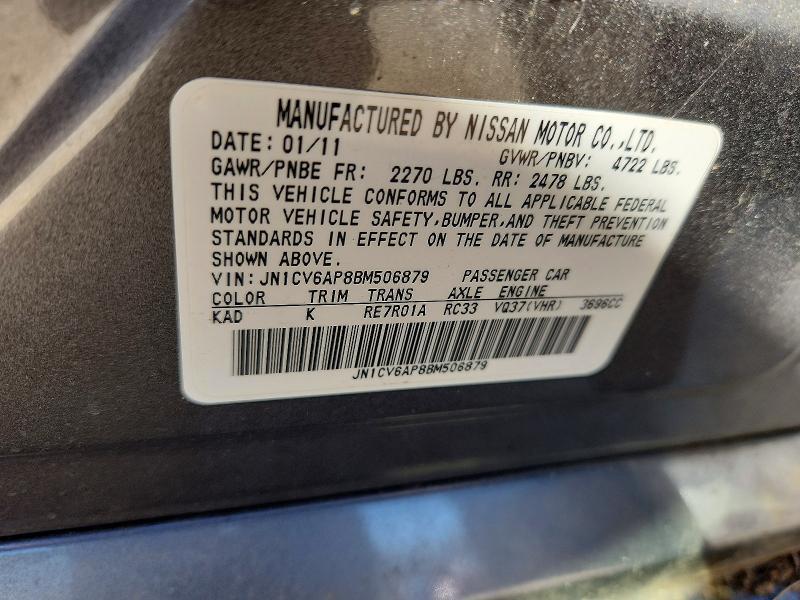 MANUFACTURED BY NISSAN MOTOR CO.,LTD.
DATE: 01/11 GVWR/PNBV: 4722 LBS.
GAWR/PNBE FR: 2270 LBS. RR: 2478 LBS.
THIS VEHICLE CONFORMS TO ALL APPLICABLE FEDERAL
MOTOR VEHICLE SAFETY,BUMPER,AND THEFT PREVENTION
STANDARDS IN EFFECT ON THE DATE OF MANUFACTURE
SHOWN ABOVE.
VIN: JN1CV6AP8BM506879 PASSENGER CAR
COLOR TRIM TRANS AXLE ENGINE
KAD K RE7R01A RC33 VQ37(VHR) 3696CC
JN1CV6AP8BM506879